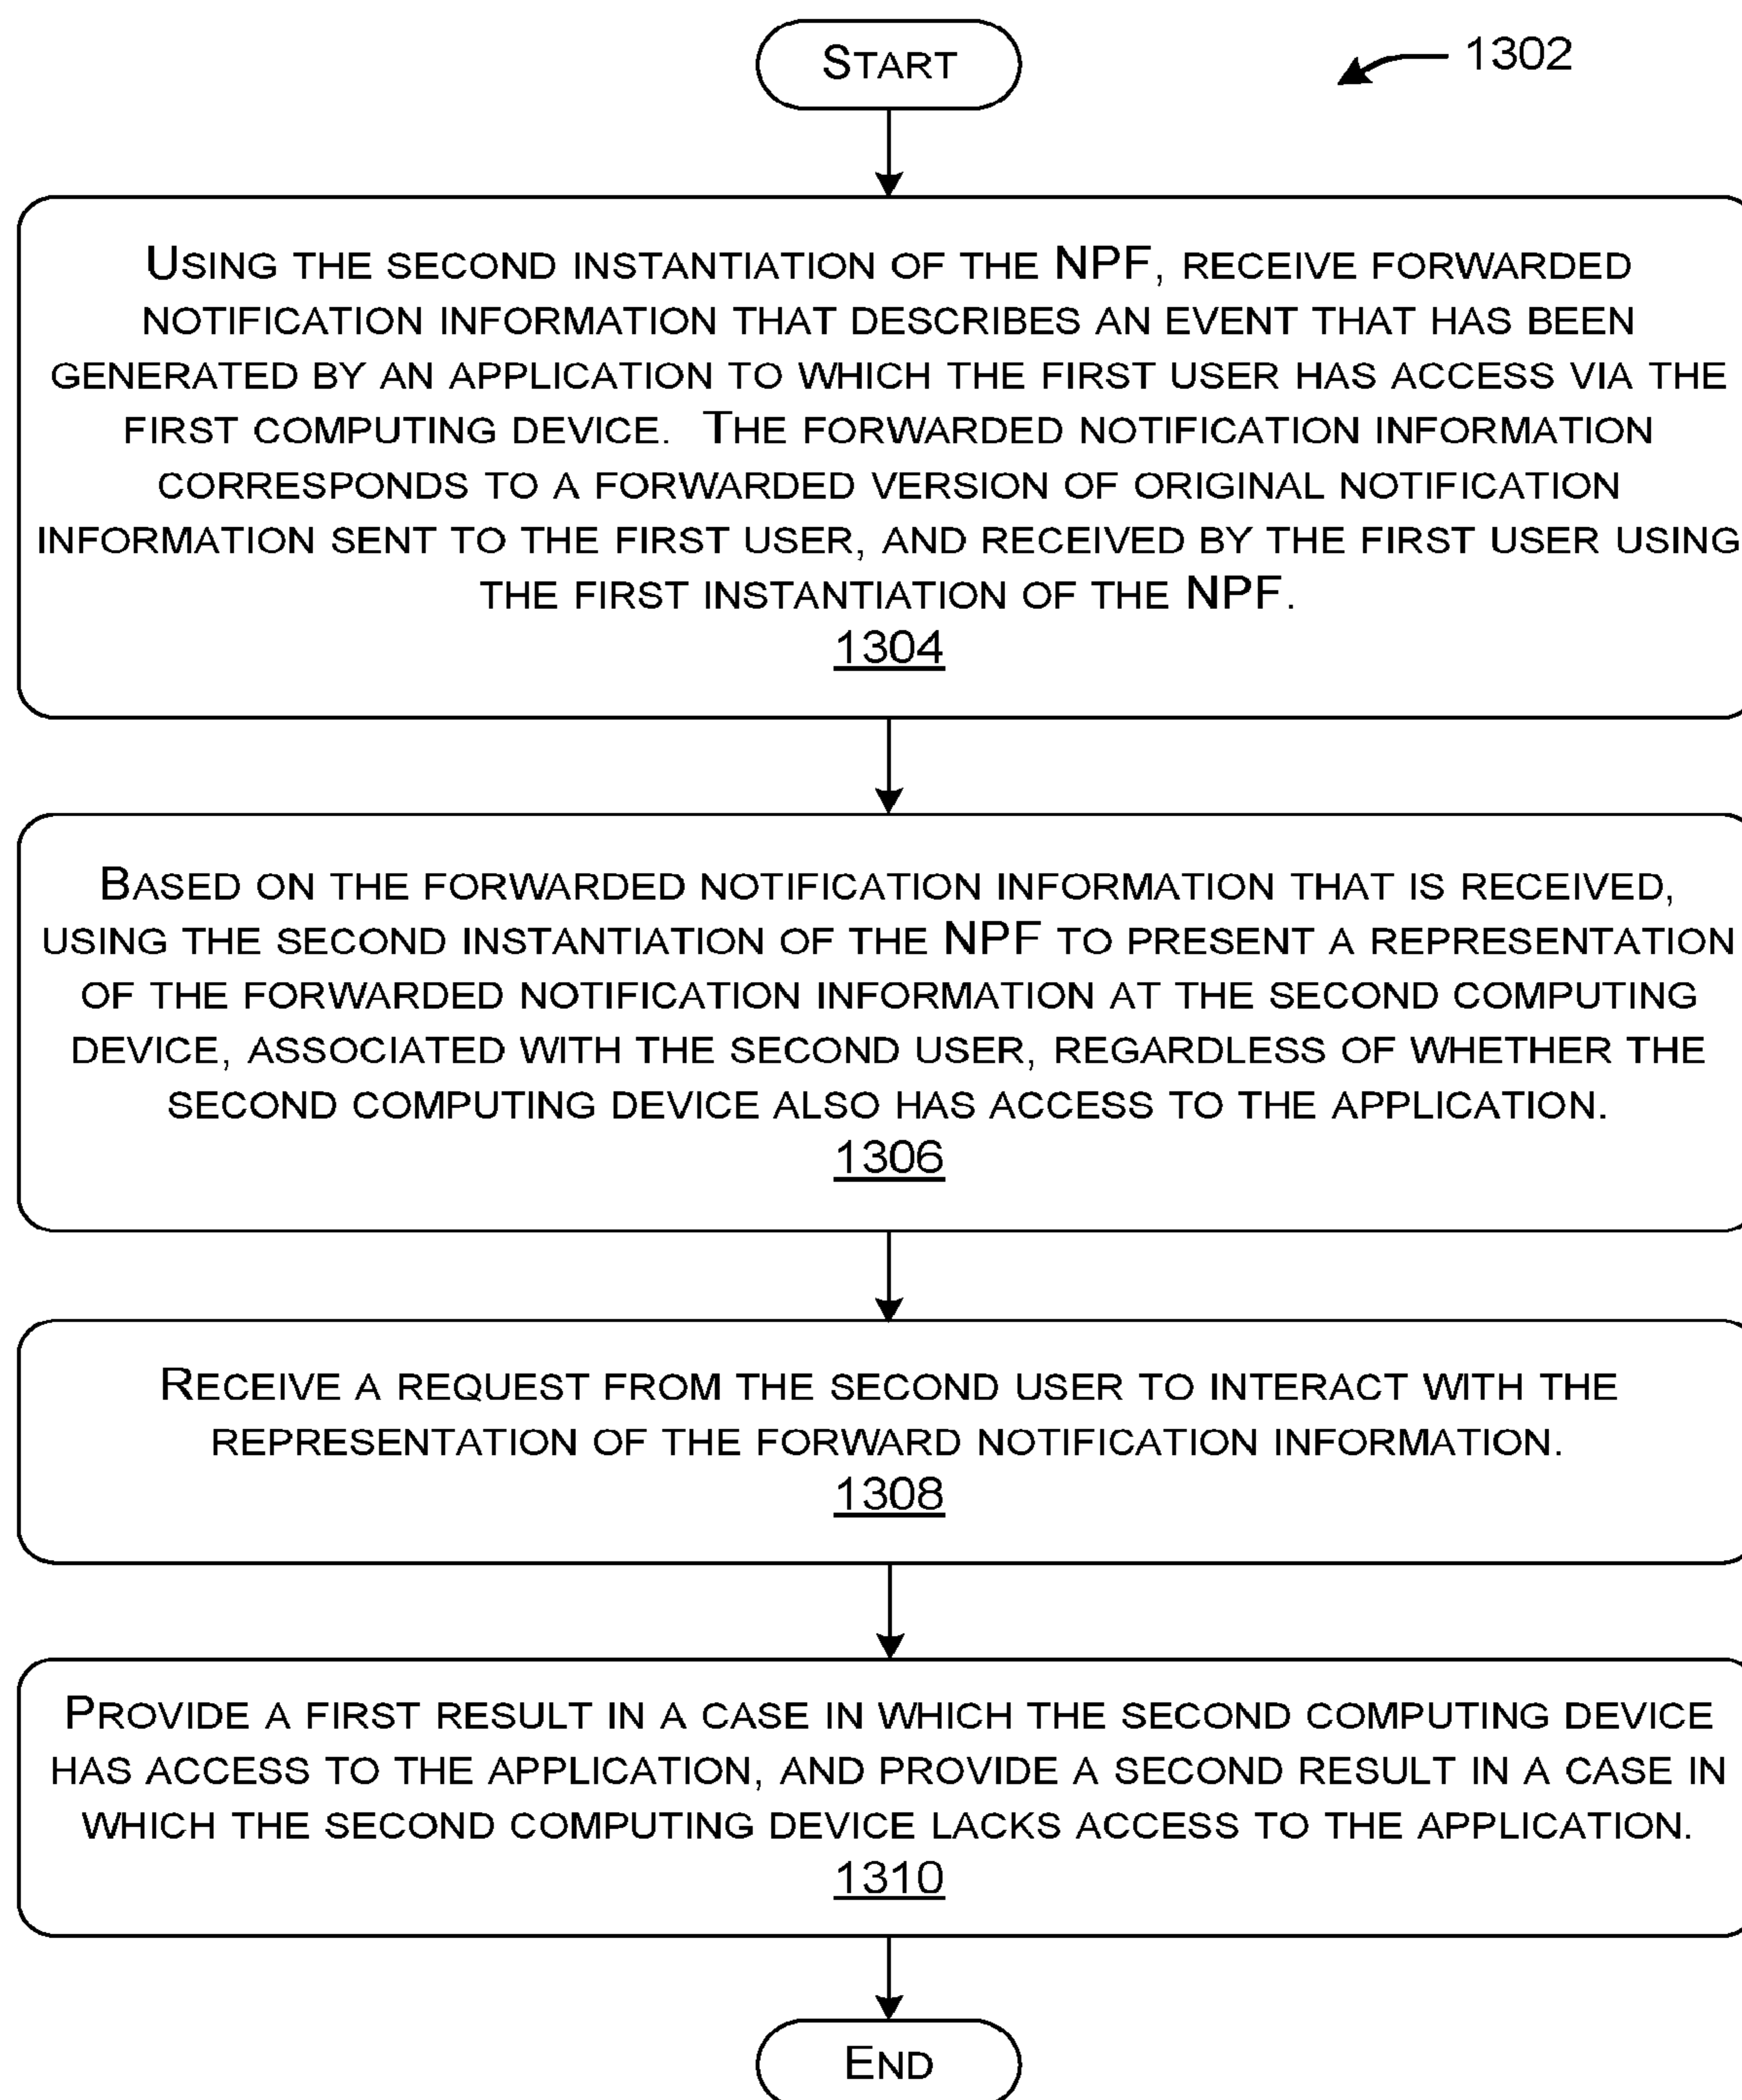 START
1302
USING THE SECOND INSTANTIATION OF THE NPF, RECEIVE FORWARDED
NOTIFICATION INFORMATION THAT DESCRIBES AN EVENT THAT HAS BEEN
GENERATED BY AN APPLICATION TO WHICH THE FIRST USER HAS ACCESS VIA THE
FIRST COMPUTING DEVICE. THE FORWARDED NOTIFICATION INFORMATION
CORRESPONDS TO A FORWARDED VERSION OF ORIGINAL NOTIFICATION
INFORMATION SENT TO THE FIRST USER, AND RECEIVED BY THE FIRST USER USING
THE FIRST INSTANTIATION OF THE NPF.
1304
BASED ON THE FORWARDED NOTIFICATION INFORMATION THAT IS RECEIVED,
USING THE SECOND INSTANTIATION OF THE NPF TO PRESENT A REPRESENTATION
OF THE FORWARDED NOTIFICATION INFORMATION AT THE SECOND COMPUTING
DEVICE, ASSOCIATED WITH THE SECOND USER, REGARDLESS OF WHETHER THE
SECOND COMPUTING DEVICE ALSO HAS ACCESS TO THE APPLICATION.
1306
RECEIVE A REQUEST FROM THE SECOND USER TO INTERACT WITH THE
REPRESENTATION OF THE FORWARD NOTIFICATION INFORMATION.
1308
PROVIDE A FIRST RESULT IN A CASE IN WHICH THE SECOND COMPUTING DEVICE
HAS ACCESS TO THE APPLICATION, AND PROVIDE A SECOND RESULT IN A CASE IN
WHICH THE SECOND COMPUTING DEVICE LACKS ACCESS TO THE APPLICATION.
1310
END